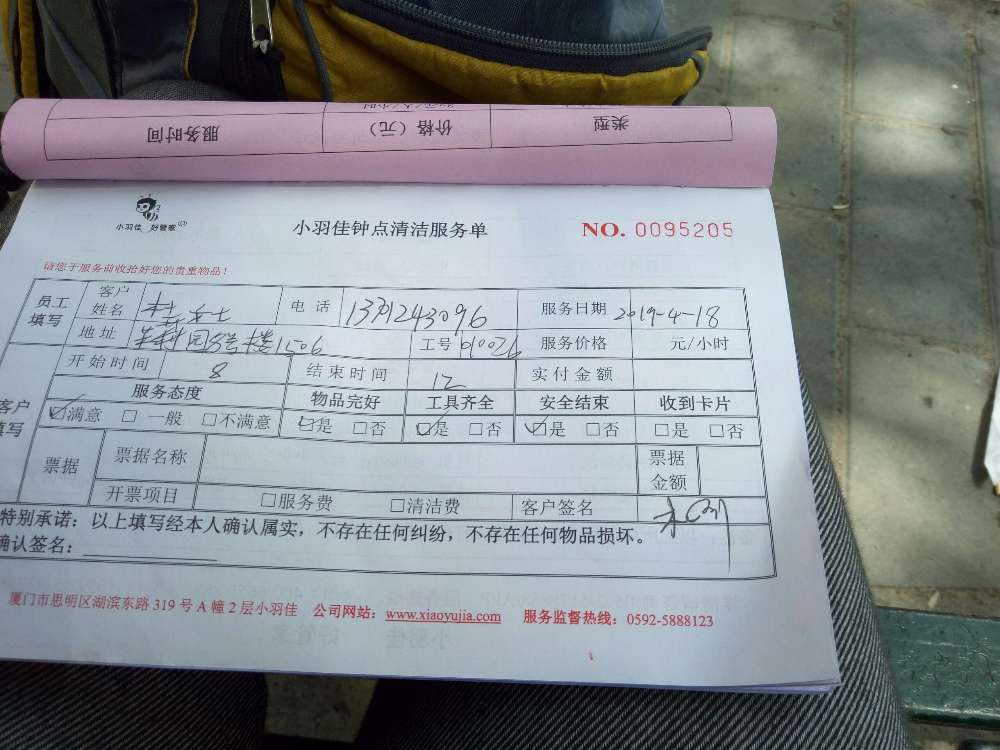 服务时间 价格（元） 类型
小羽佳 好管家
小羽佳钟点清洁服务单
NO. 0095205
请您于服务前收拾好您的贵重物品！
员工填写 客户姓名 杜女士 电话 服务日期 2019-4-18
地址 工号 服务价格 元/小时
客户填写 开始时间 8 结束时间 12 实付金额
服务态度 物品完好 工具齐全 安全结束 收到卡片
☑满意 □一般 □不满意 ☑是 □否 ☑是 □否 ☑是 □否 □是 □否
票据 票据名称 票据金额
开票项目 □服务费 □清洁费 客户签名
特别承诺：以上填写经本人确认属实，不存在任何纠纷，不存在任何物品损坏。
确认签名：
厦门市思明区湖滨东路 319 号 A 幢 2 层小羽佳 公司网站：www.xiaoyujia.com 服务监督热线：0592-5888123